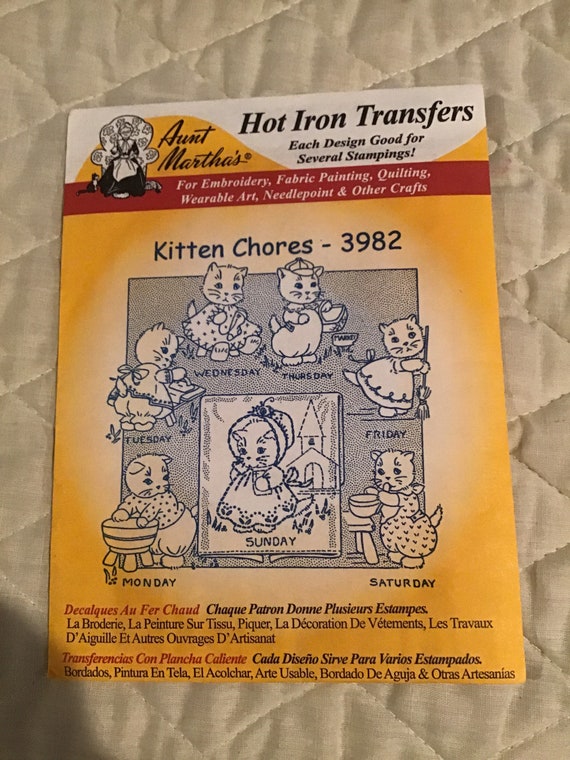 Aunt
Martha's®
Hot Iron Transfers
Each Design Good for
Several Stampings!
For Embroidery, Fabric Painting, Quilting,
Wearable Art, Needlepoint & Other Crafts
Kitten Chores - 3982
MARKET
WEDNESDAY
THURSDAY
TUESDAY
FRIDAY
SUNDAY
MONDAY
SATURDAY
Decalques Au Fer Chaud Chaque Patron Donne Plusieurs Estampes.
La Broderie, La Peinture Sur Tissu, Piquer, La Décoration De Vétements, Les Travaux
D'Aiguille Et Autres Ouvrages D'Artisanat
Transferencias Con Plancha Caliente Cada Diseño Sirve Para Varios Estampados.
Bordados, Pintura En Tela, El Acolchar, Arte Usable, Bordado De Aguja & Otras Artesanías